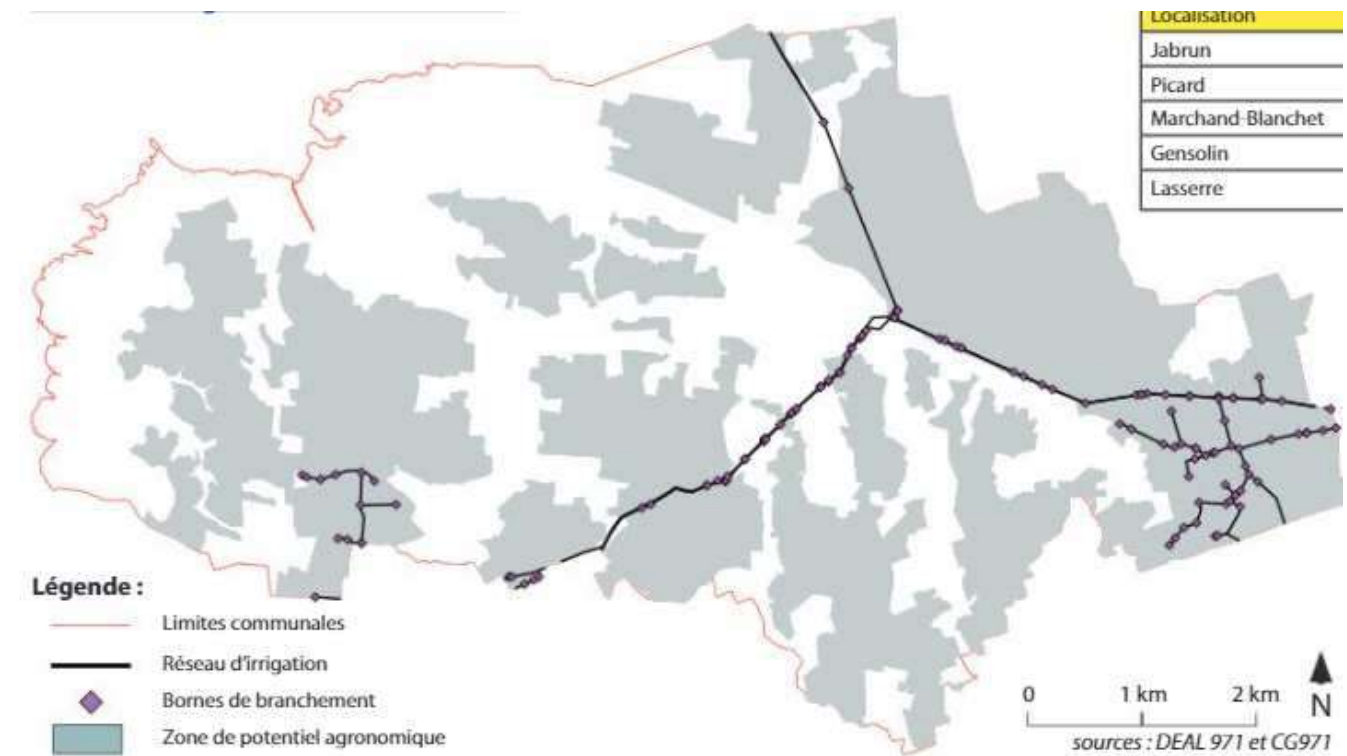 Localisation
Jabrun
Picard
Marchand-Blanchet
Gensolin
Lasserre
Légende :
Limites communales
Réseau d'irrigation
Bornes de branchement
Zone de potentiel agronomique
0 1 km 2 km
N
sources : DEAL 971 et CG971